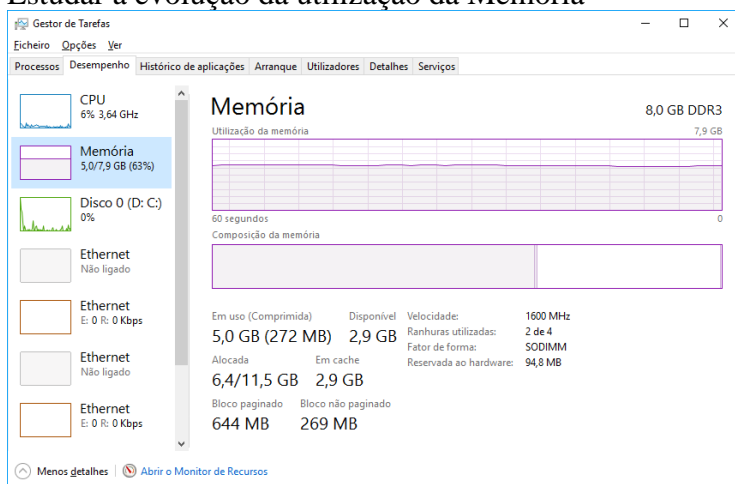 Estudar a evolução da utilização da Memória
Gestor de Tarefas
Ficheiro Opções Ver
Processos Desempenho Histórico de aplicações Arranque Utilizadores Detalhes Serviços
CPU
6% 3,64 GHz
Memória
5,0/7,9 GB (63%)
Disco 0 (D: C:)
0%
Ethernet
Não ligado
Ethernet
E: 0 R: 0 Kbps
Ethernet
Não ligado
Ethernet
E: 0 R: 0 Kbps
Memória 8,0 GB DDR3
Utilização da memória 7,9 GB
60 segundos 0
Composição da memória
Em uso (Comprimida) Disponível
5,0 GB (272 MB) 2,9 GB
Alocada Em cache
6,4/11,5 GB 2,9 GB
Bloco paginado Bloco não paginado
644 MB 269 MB
Velocidade: 1600 MHz
Ranhuras utilizadas: 2 de 4
Fator de forma: SODIMM
Reservada ao hardware: 94,8 MB
Menos detalhes Abrir o Monitor de Recursos